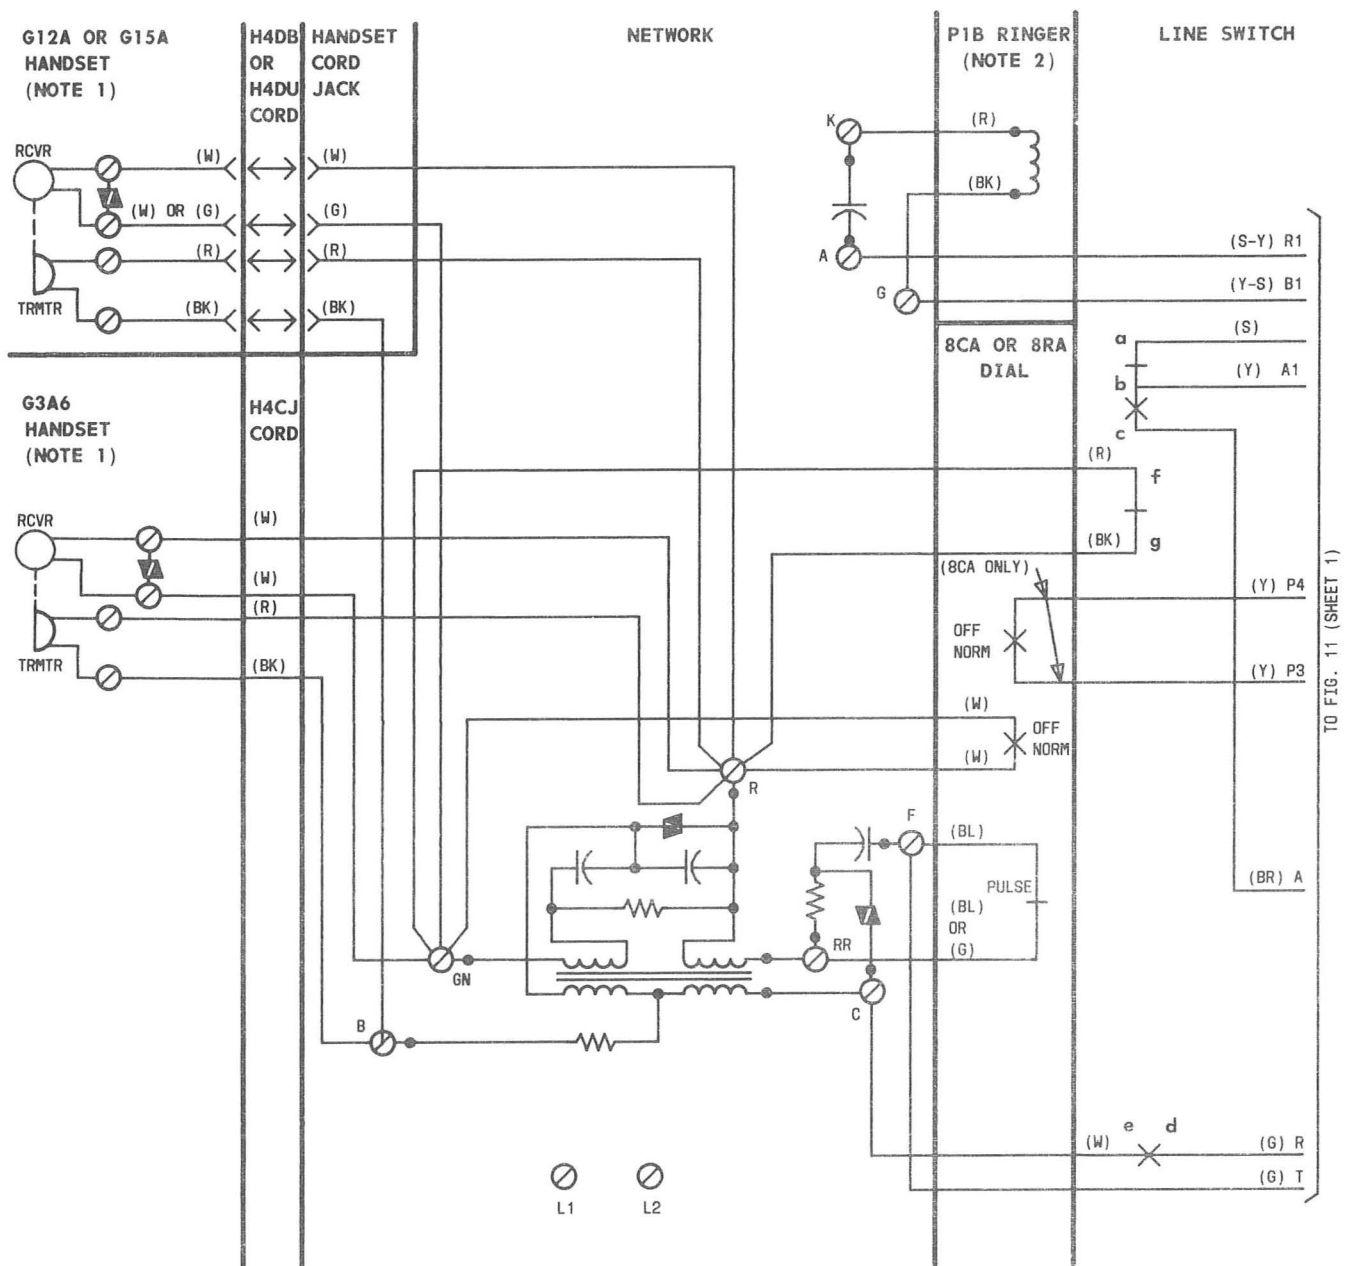 G12A OR G15A
HANDSET
(NOTE 1)
H4DB
OR
H4DU
CORD
HANDSET
CORD
JACK
NETWORK
P1B RINGER
(NOTE 2)
LINE SWITCH
RCVR
(W)
(W)
(W) OR (G)
(G)
(R)
(R)
TRMTR
(BK)
(BK)
K
(R)
(BK)
A
(S-Y) R1
G
(Y-S) B1
8CA OR 8RA
DIAL
a
(S)
b
(Y) A1
c
G3A6
HANDSET
(NOTE 1)
H4CJ
CORD
(R)
f
RCVR
(W)
(BK)
g
(W)
(8CA ONLY)
(R)
(Y) P4
OFF
NORM
TRMTR
(BK)
(Y) P3
TO FIG. 11 (SHEET 1)
(W)
OFF
NORM
(W)
R
F
(BL)
PULSE
(BR) A
(BL)
OR
(G)
RR
GN
C
B
e
d
(W)
(G) R
(G) T
L1
L2